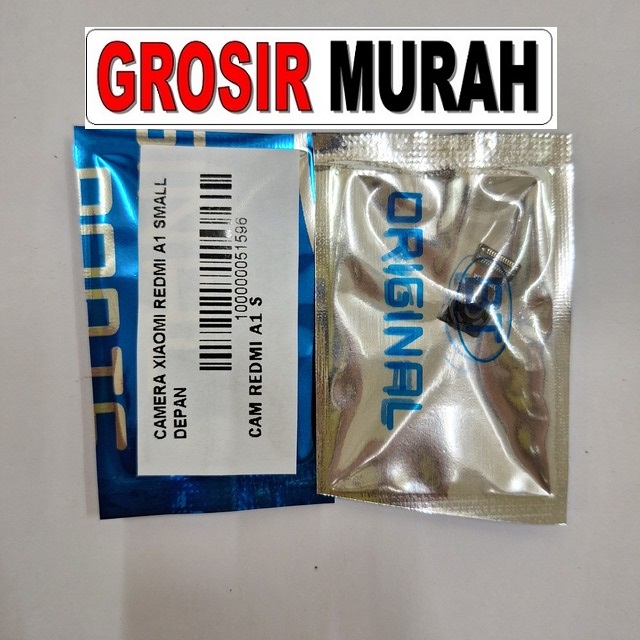 GROSIR MURAH
CAMERA XIAOMI REDMI A1 SMALL
DEPAN
100000051596
CAM REDMI A1 S
ORIGINAL